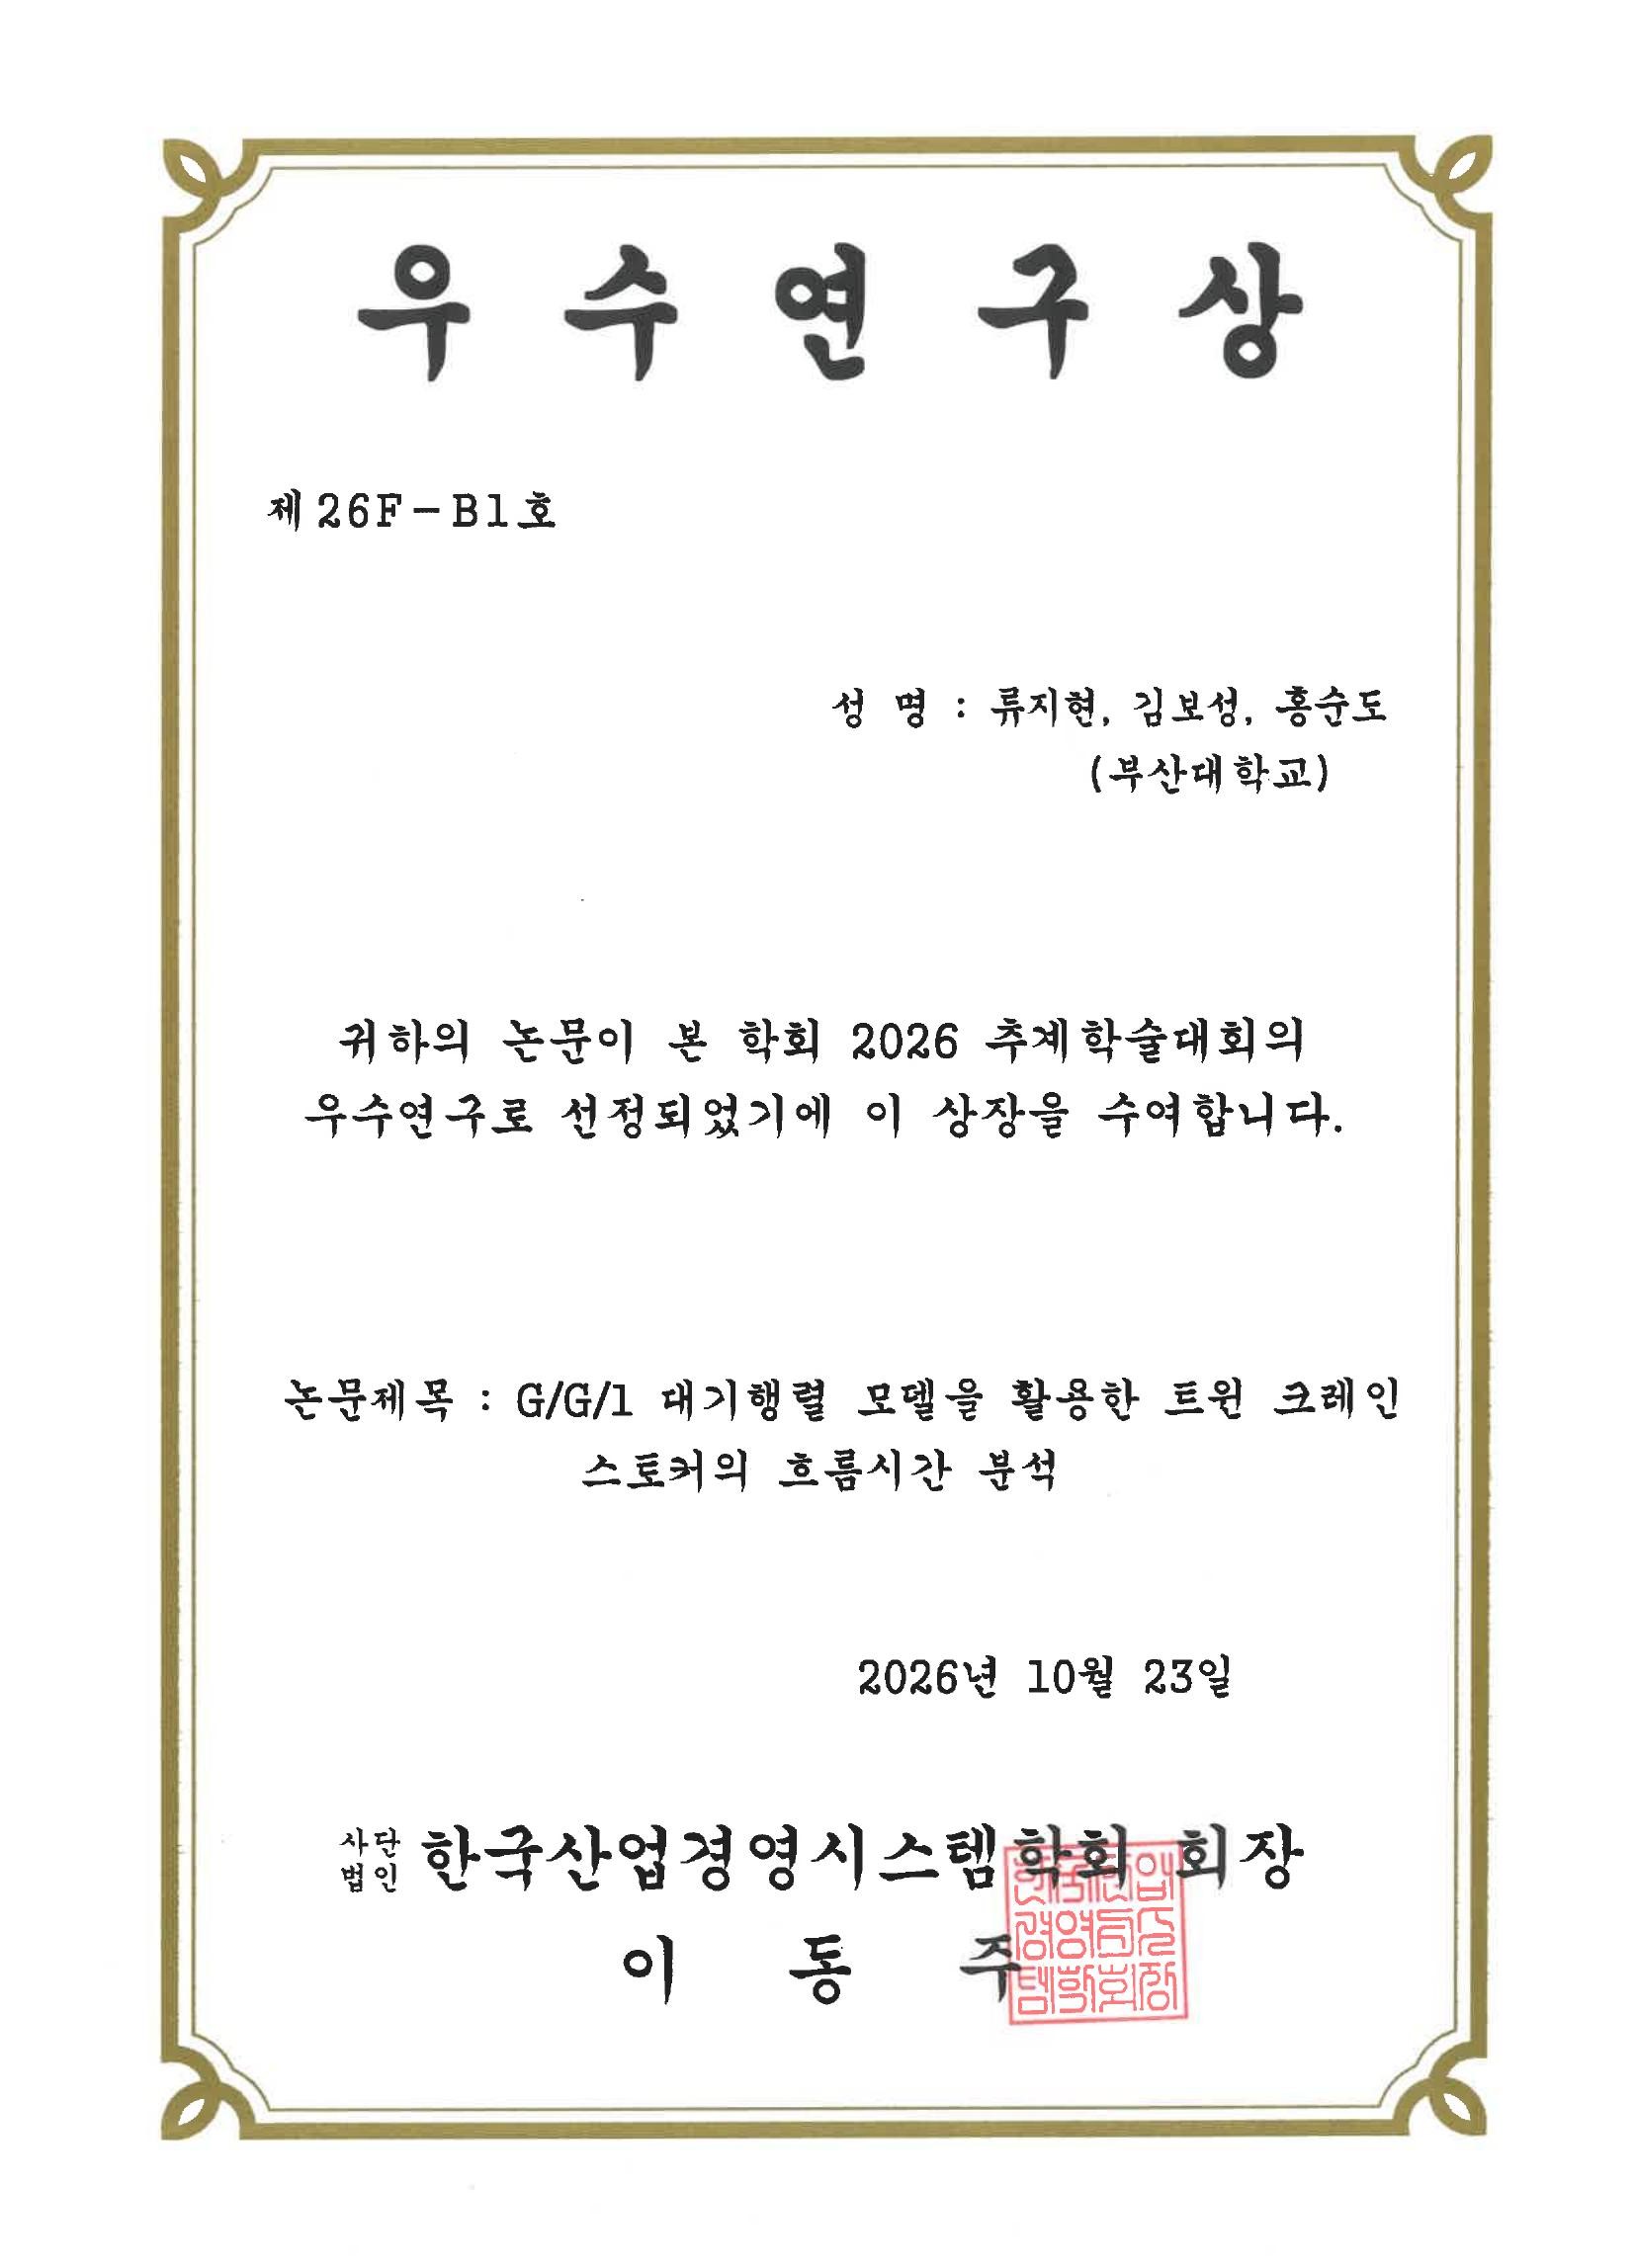 우수연구상
제26F-B1호
성 명 : 류지현, 김보성, 홍순도
(부산대학교)
귀하의 논문이 본 학회 2026 추계학술대회의
우수연구로 선정되었기에 이 상장을 수여합니다.
논문제목 : G/G/1 대기행렬 모델을 활용한 트윈 크레인
스토커의 흐름시간 분석
2026년 10월 23일
사단법인 한국산업경영시스템학회 회장
이 동 주